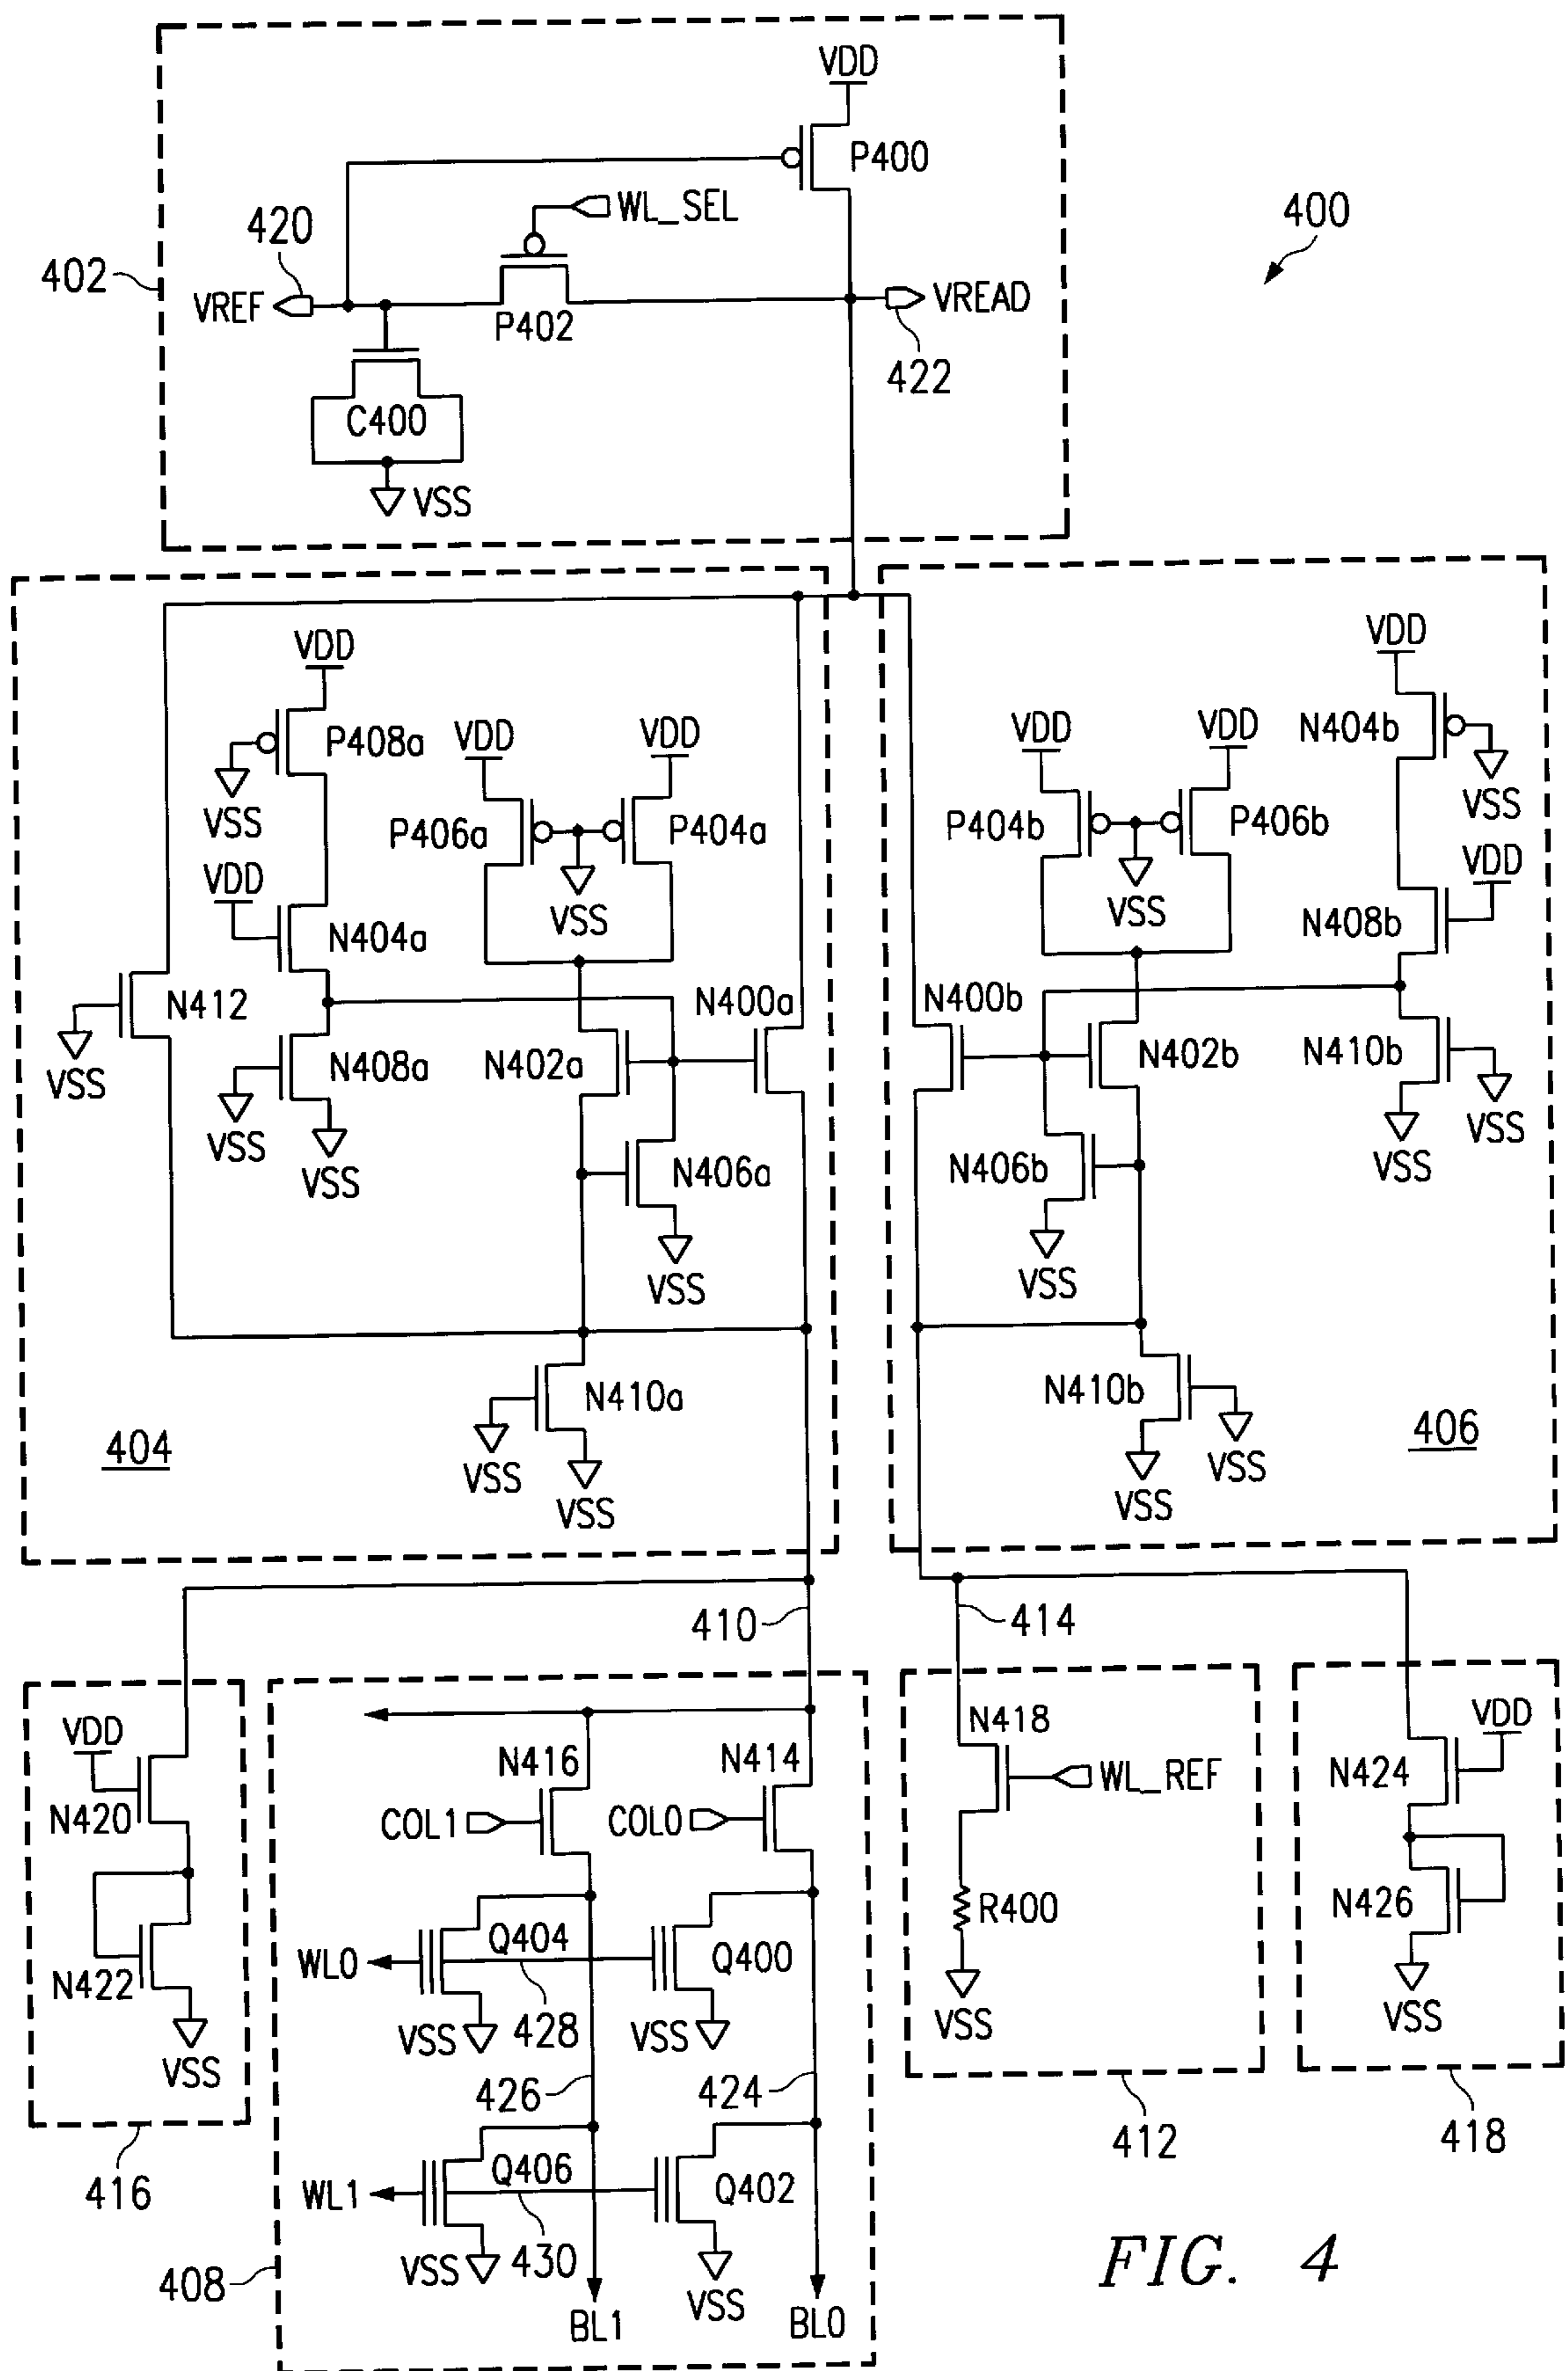 VDD
P400
WL_SEL
420
400
402
VREF
P402
VREAD
422
C400
VSS
VDD
P408a
VSS
VDD
VDD
P406a
P404a
VSS
VDD
N404a
N412
VSS
N400a
N402a
N408a
VSS
VSS
N406a
VSS
N410a
VSS
VSS
404
VDD
N404b
VSS
VDD
VDD
P404b
P406b
VSS
VDD
N408b
N400b
N402b
N410b
VSS
VSS
N406b
VSS
N410b
VSS
VSS
406
410
414
VDD
N420
N422
VSS
416
N416
N414
COL1
COL0
Q404
Q400
WL0
VSS
428
VSS
426
424
Q406
Q402
WL1
VSS
430
VSS
408
BL1
BL0
N418
WL_REF
R400
VSS
412
VDD
N424
N426
VSS
418
FIG. 4